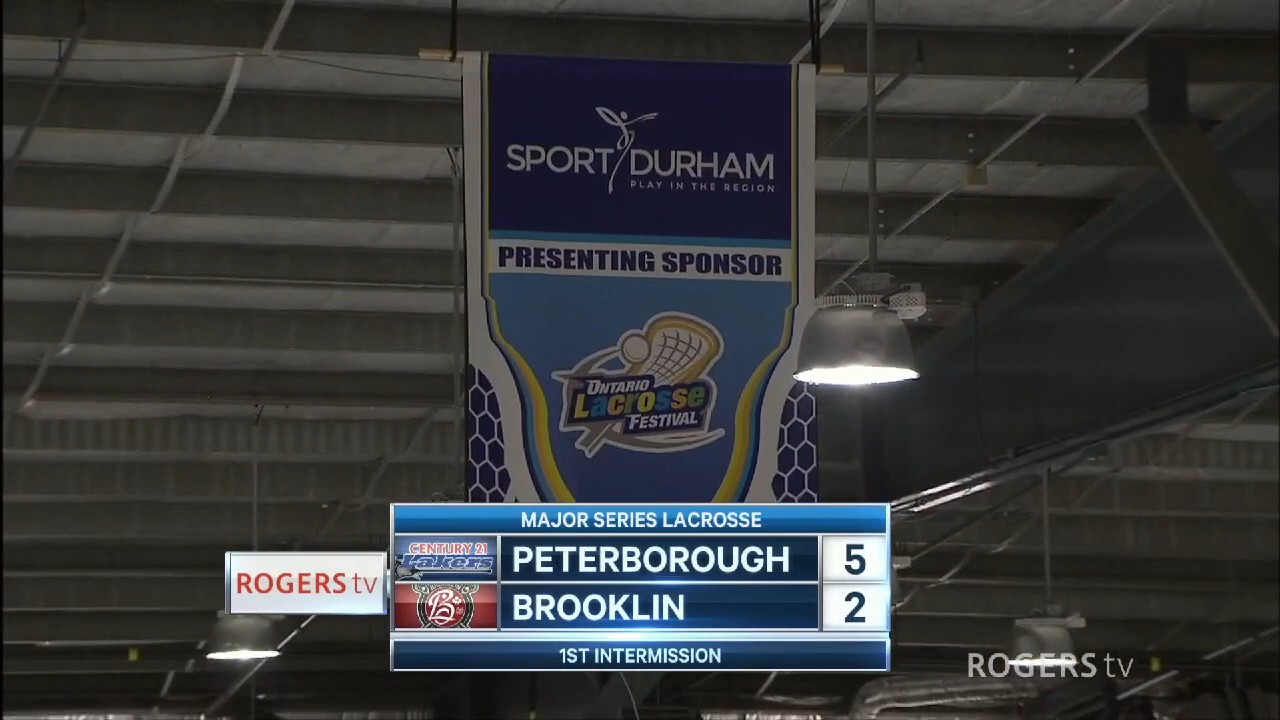 SPORT DURHAM
PLAY IN THE REGION
PRESENTING SPONSOR
ONTARIO
LACROSSE
FESTIVAL
MAJOR SERIES LACROSSE
CENTURY 21
Lakers
PETERBOROUGH 5
ROGERS tv
B
BROOKLIN 2
1ST INTERMISSION
ROGERS tv